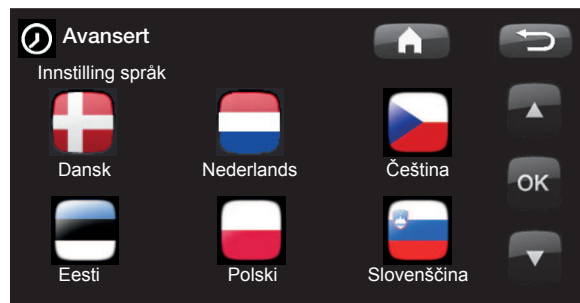 Avansert
Innstilling språk
Dansk Nederlands Čeština
OK
Eesti Polski Slovenščina